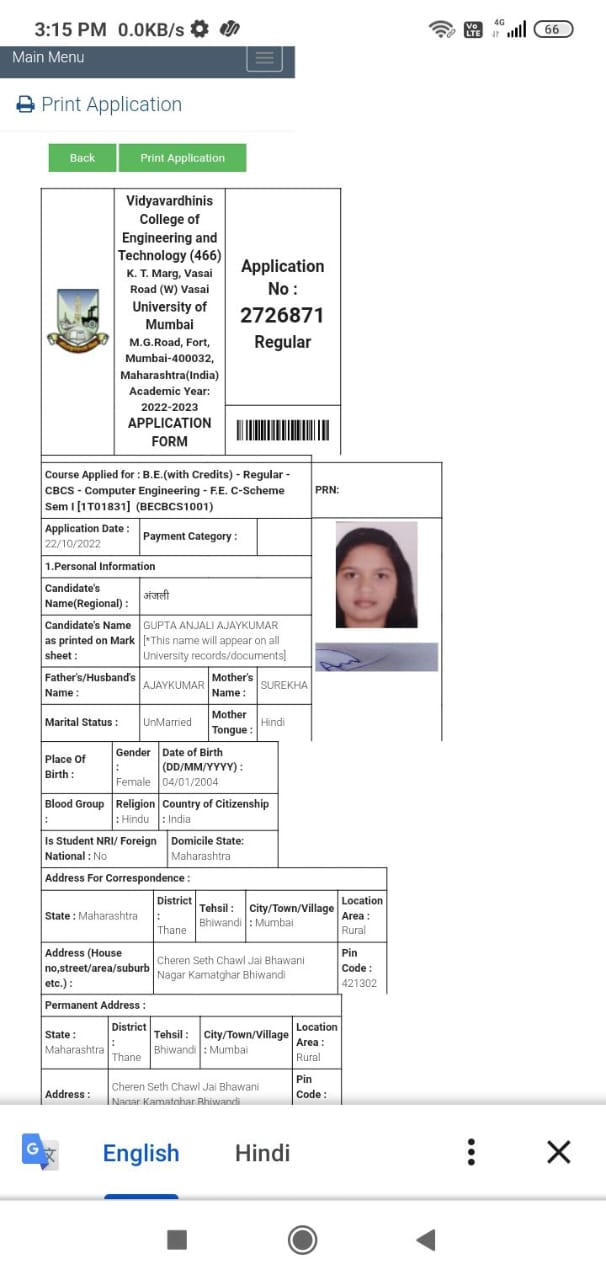 3:15 PM 0.0KB/s
Vo LTE 4G 66
Main Menu
Print Application
Back Print Application
Vidyavardhinis
College of
Engineering and
Technology (466)
K. T. Marg, Vasai
Road (W) Vasai
University of
Mumbai
M.G.Road, Fort,
Mumbai-400032,
Maharashtra(India)
Academic Year:
2022-2023
APPLICATION
FORM
Application
No :
2726871
Regular
Course Applied for : B.E.(with Credits) - Regular -
CBCS - Computer Engineering - F.E. C-Scheme
Sem I [1T01831] (BECBCS1001)
PRN:
Application Date :
22/10/2022
Payment Category :
1.Personal Information
Candidate's
Name(Regional) :
अंजली
Candidate's Name
as printed on Mark
sheet :
GUPTA ANJALI AJAYKUMAR
[*This name will appear on all
University records/documents]
Father's/Husband's
Name :
AJAYKUMAR
Mother's
Name :
SUREKHA
Marital Status :
UnMarried
Mother
Tongue :
Hindi
Place Of
Birth :
Gender
:
Female
Date of Birth
(DD/MM/YYYY) :
04/01/2004
Blood Group
:
Religion
: Hindu
Country of Citizenship
: India
Is Student NRI/ Foreign
National : No
Domicile State:
Maharashtra
Address For Correspondence :
State : Maharashtra
District
:
Thane
Tehsil :
Bhiwandi
City/Town/Village
: Mumbai
Location
Area :
Rural
Address (House
no,street/area/suburb
etc.) :
Cheren Seth Chawl Jai Bhawani
Nagar Kamatghar Bhiwandi
Pin
Code :
421302
Permanent Address :
State :
Maharashtra
District
:
Thane
Tehsil :
Bhiwandi
City/Town/Village
: Mumbai
Location
Area :
Rural
Address :
Cheren Seth Chawl Jai Bhawani
Nagar Kamatghar Bhiwandi
Pin
Code :
G 文
English Hindi